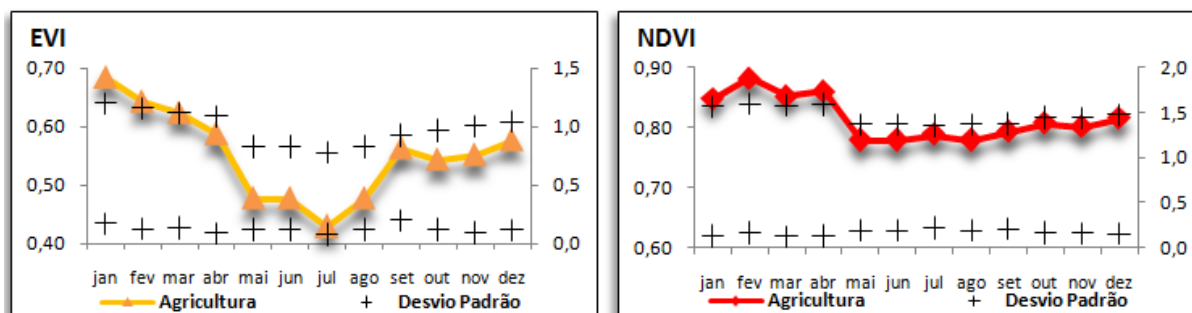 EVI
0,70
0,60
0,50
0,40
1,5
1,0
0,5
0,0
jan fev mar abr mai jun jul ago set out nov dez
Agricultura + Desvio Padrão
NDVI
0,90
0,80
0,70
0,60
2,0
1,5
1,0
0,5
0,0
jan fev mar abr mai jun jul ago set out nov dez
Agricultura + Desvio Padrão